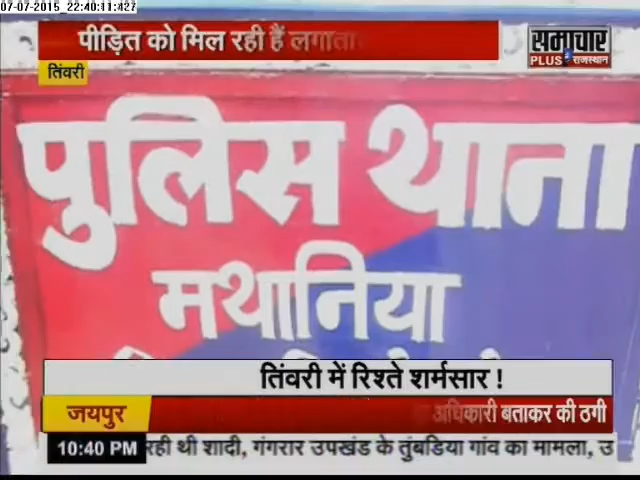 07-07-2015 22:40:11:427
पीड़ित को मिल रही हैं
समाचार
PLUS राजस्थान
तिंवरी
पुलिस थाना
मथानिया
तिंवरी में रिश्ते शर्मसार !
जयपुर
अधिकारी बताकर की ठगी
10:40 PM
रही थी शादी, गंगरार उपखंड के तुंबडिया गांव का मामला,